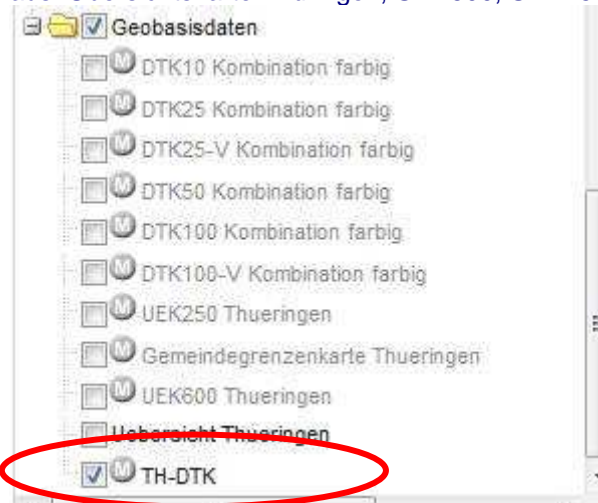 Geobasisdaten
DTK10 Kombination farbig
DTK25 Kombination farbig
DTK25-V Kombination farbig
DTK50 Kombination farbig
DTK100 Kombination farbig
DTK100-V Kombination farbig
UEK250 Thueringen
Gemeindegrenzenkarte Thueringen
UEK600 Thueringen
Uebersicht Thueringen
TH-DTK